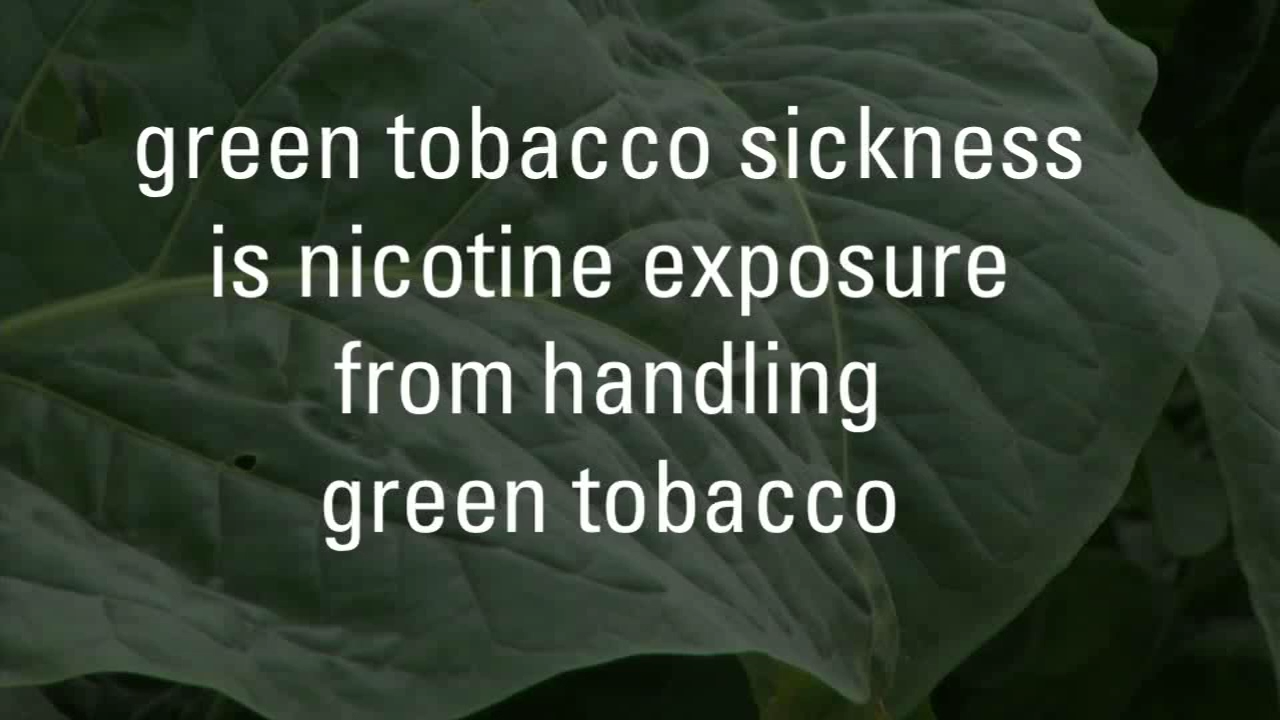 green tobacco sickness
is nicotine exposure
from handling
green tobacco